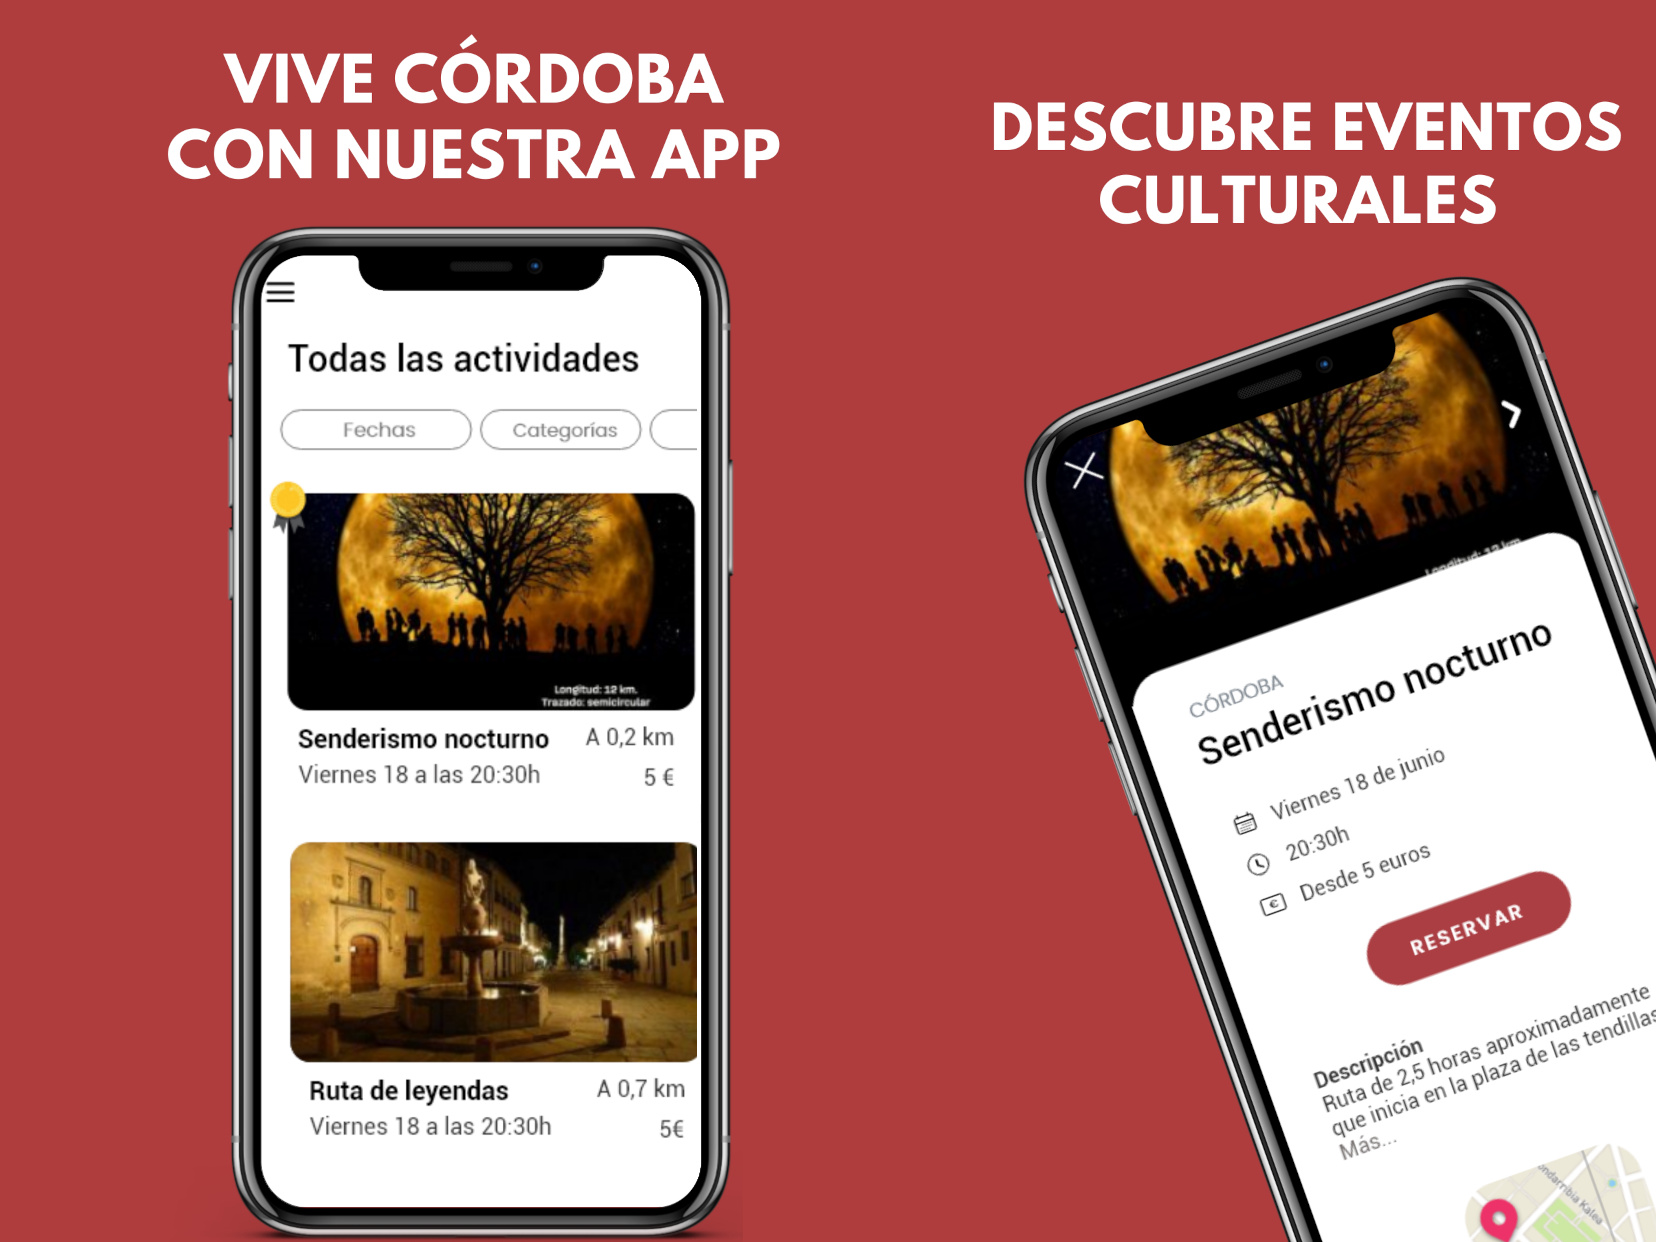 VIVE CÓRDOBA
CON NUESTRA APP
Todas las actividades
Fechas
Categorías
Longitud: 12 km.
Trazado: semicircular
Senderismo nocturno
A 0,2 km
Viernes 18 a las 20:30h
5 €
Ruta de leyendas
A 0,7 km
Viernes 18 a las 20:30h
5€
DESCUBRE EVENTOS
CULTURALES
Longitud: 12 km.
CÓRDOBA
Senderismo nocturno
Viernes 18 de junio
20:30h
Desde 5 euros
RESERVAR
Descripción
Ruta de 2,5 horas aproximadamente
que inicia en la plaza de las tendillas
Más...
Kalea